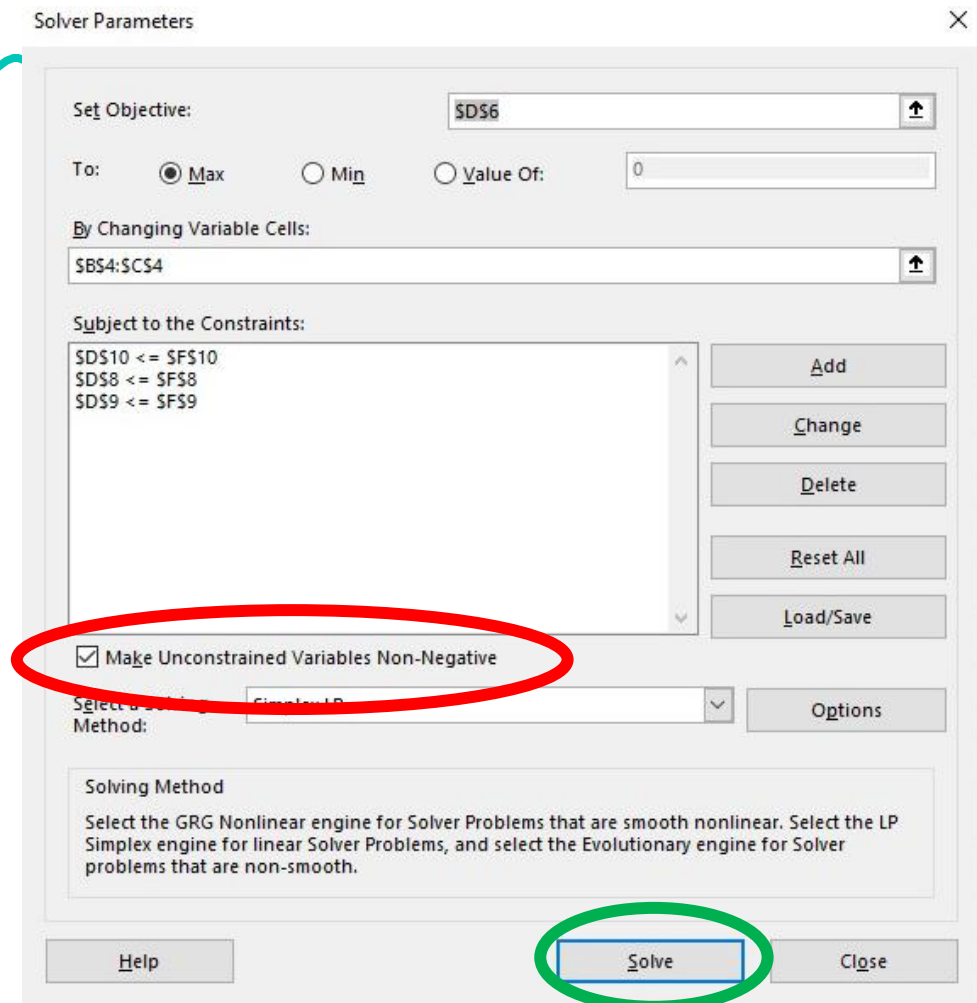 Solver Parameters
Set Objective:
$D$6
To:
Max
Min
Value Of:
0
By Changing Variable Cells:
$B$4:$C$4
Subject to the Constraints:
$D$10 <= $F$10
$D$8 <= $F$8
$D$9 <= $F$9
Add
Change
Delete
Reset All
Load/Save
Make Unconstrained Variables Non-Negative
Select a Solving
Method:
Simplex LP
Options
Solving Method
Select the GRG Nonlinear engine for Solver Problems that are smooth nonlinear. Select the LP
Simplex engine for linear Solver Problems, and select the Evolutionary engine for Solver
problems that are non-smooth.
Help
Solve
Close